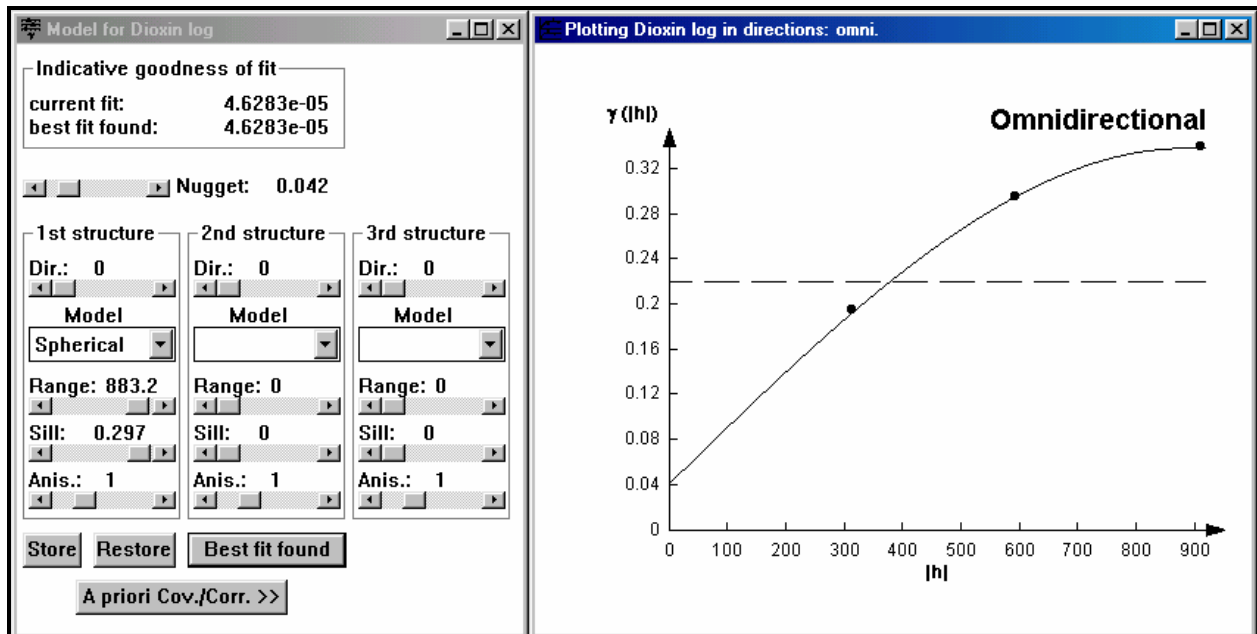 Model for Dioxin log
Indicative goodness of fit
current fit: 4.6283e-05
best fit found: 4.6283e-05
Nugget: 0.042
1st structure 2nd structure 3rd structure
Dir.: 0 Dir.: 0 Dir.: 0
Model Model Model
Spherical
Range: 883.2 Range: 0 Range: 0
Sill: 0.297 Sill: 0 Sill: 0
Anis.: 1 Anis.: 1 Anis.: 1
Store Restore Best fit found
A priori Cov./Corr. >>
Plotting Dioxin log in directions: omni.
γ (|h|)
Omnidirectional
0.32
0.28
0.24
0.2
0.16
0.12
0.08
0.04
0
0 100 200 300 400 500 600 700 800 900
|h|